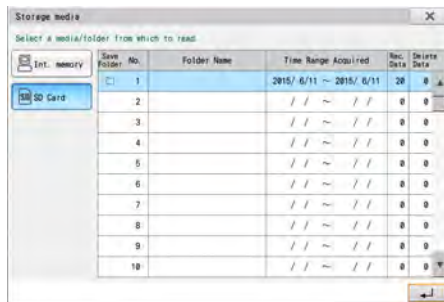 Storage media
Select a media/folder from which to read.
Int. memory
SD Card
Save Folder No. Folder Name Time Range Acquired Rec. Data Delete Data
1 2015/ 6/11 ~ 2015/ 6/11 20 0
2 / / ~ / / 0 0
3 / / ~ / / 0 0
4 / / ~ / / 0 0
5 / / ~ / / 0 0
6 / / ~ / / 0 0
7 / / ~ / / 0 0
8 / / ~ / / 0 0
9 / / ~ / / 0 0
10 / / ~ / / 0 0